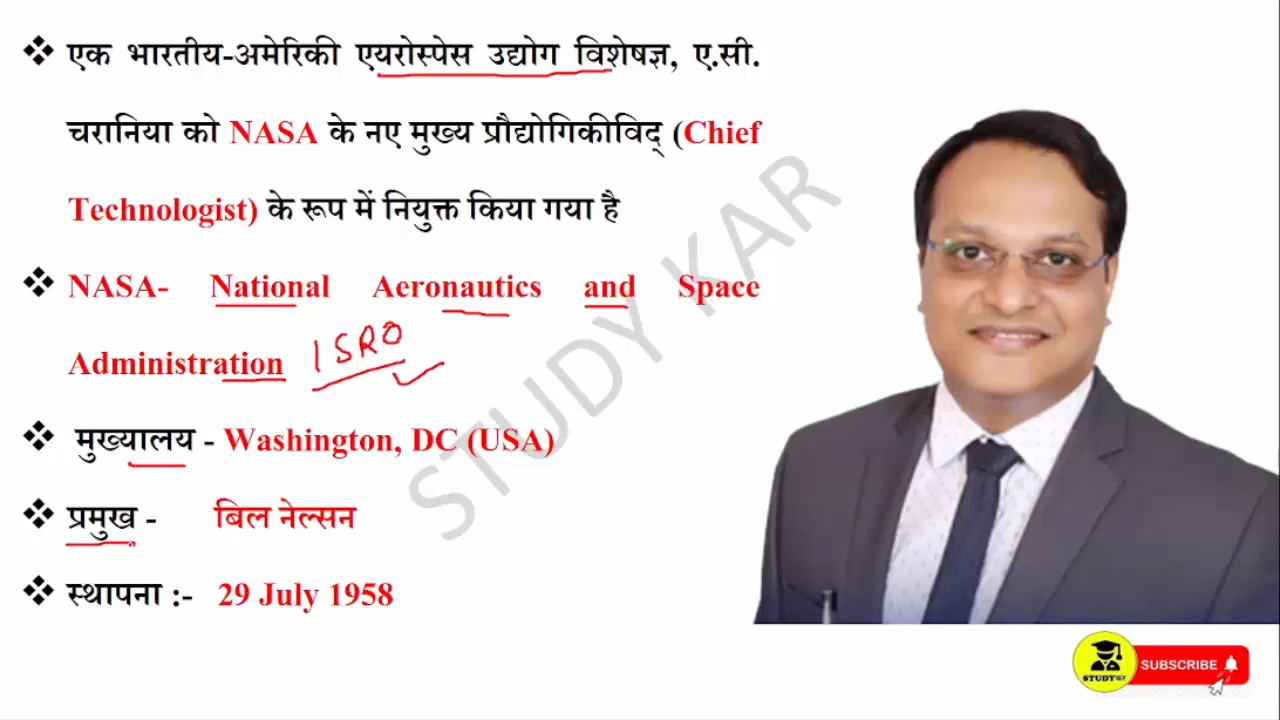 ❖ एक भारतीय-अमेरिकी एयरोस्पेस उद्योग विशेषज्ञ, ए.सी.
चरानिया को NASA के नए मुख्य प्रौद्योगिकीविद् (Chief
Technologist) के रूप में नियुक्त किया गया है
❖ NASA- National Aeronautics and Space
Administration ISRO
❖ मुख्यालय - Washington, DC (USA)
❖ प्रमुख - बिल नेल्सन
❖ स्थापना :- 29 July 1958
STUDY KAR
STUDYकर
SUBSCRIBE